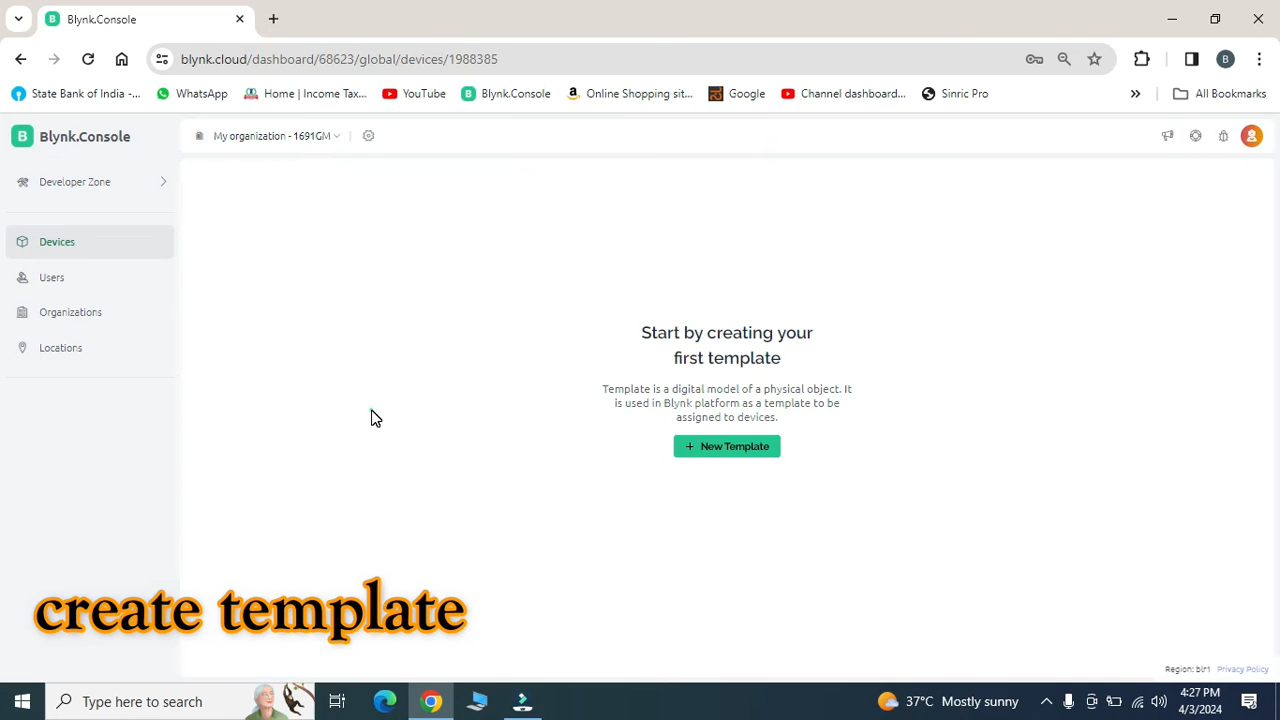 Blynk.Console
blynk.cloud/dashboard/68623/global/devices/1988385
B
State Bank of India -...
WhatsApp
Home | Income Tax...
YouTube
Blynk.Console
Online Shopping sit...
Google
Channel dashboard...
Sinric Pro
»
All Bookmarks
B Blynk.Console
My organization - 1691GM
Developer Zone
Devices
Users
Organizations
Locations
Start by creating your
first template
Template is a digital model of a physical object. It
is used in Blynk platform as a template to be
assigned to devices.
+ New Template
create template
Region: blr1 Privacy Policy
Type here to search
37°C Mostly sunny
4:27 PM
4/3/2024